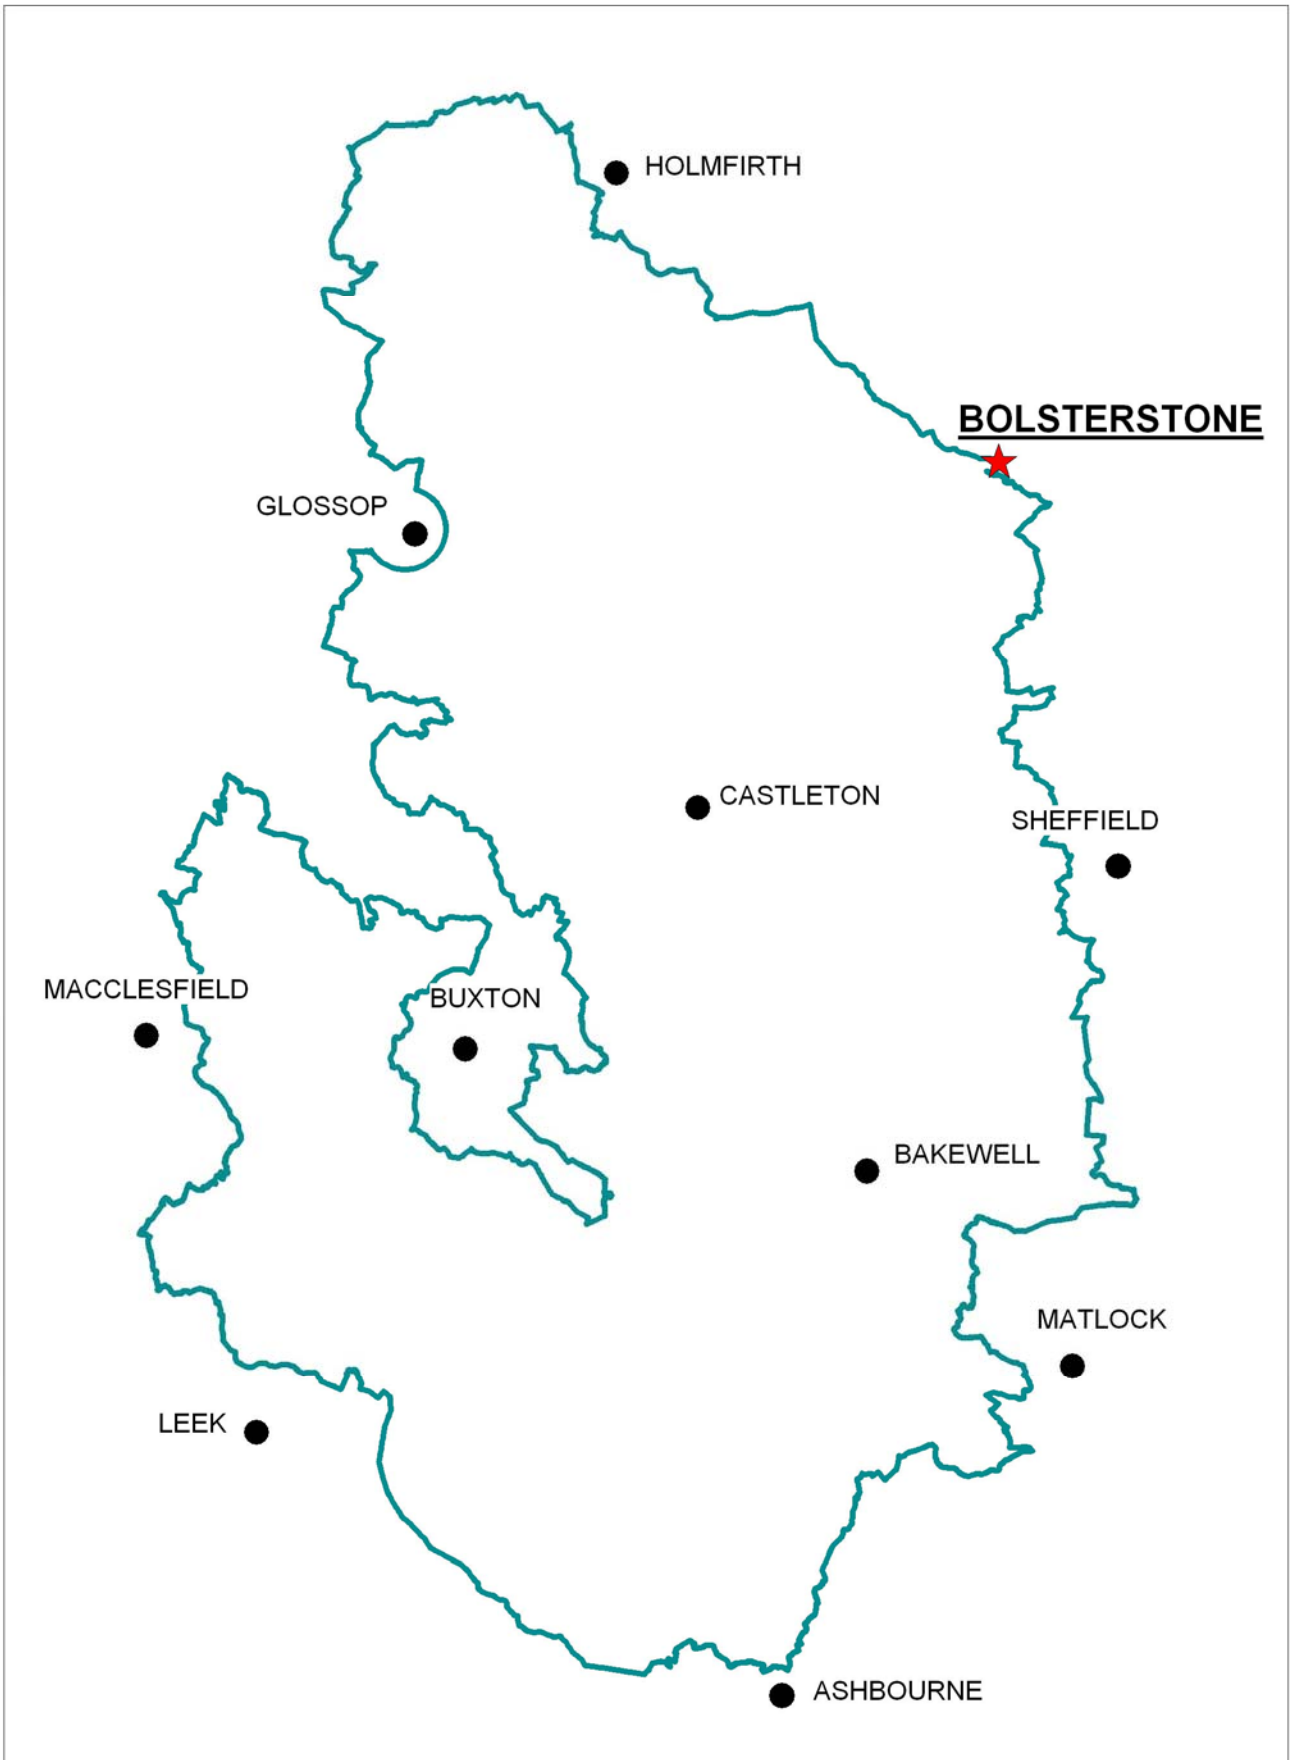 HOLMFIRTH
BOLSTERSTONE
GLOSSOP
CASTLETON
SHEFFIELD
MACCLESFIELD
BUXTON
BAKEWELL
MATLOCK
LEEK
ASHBOURNE